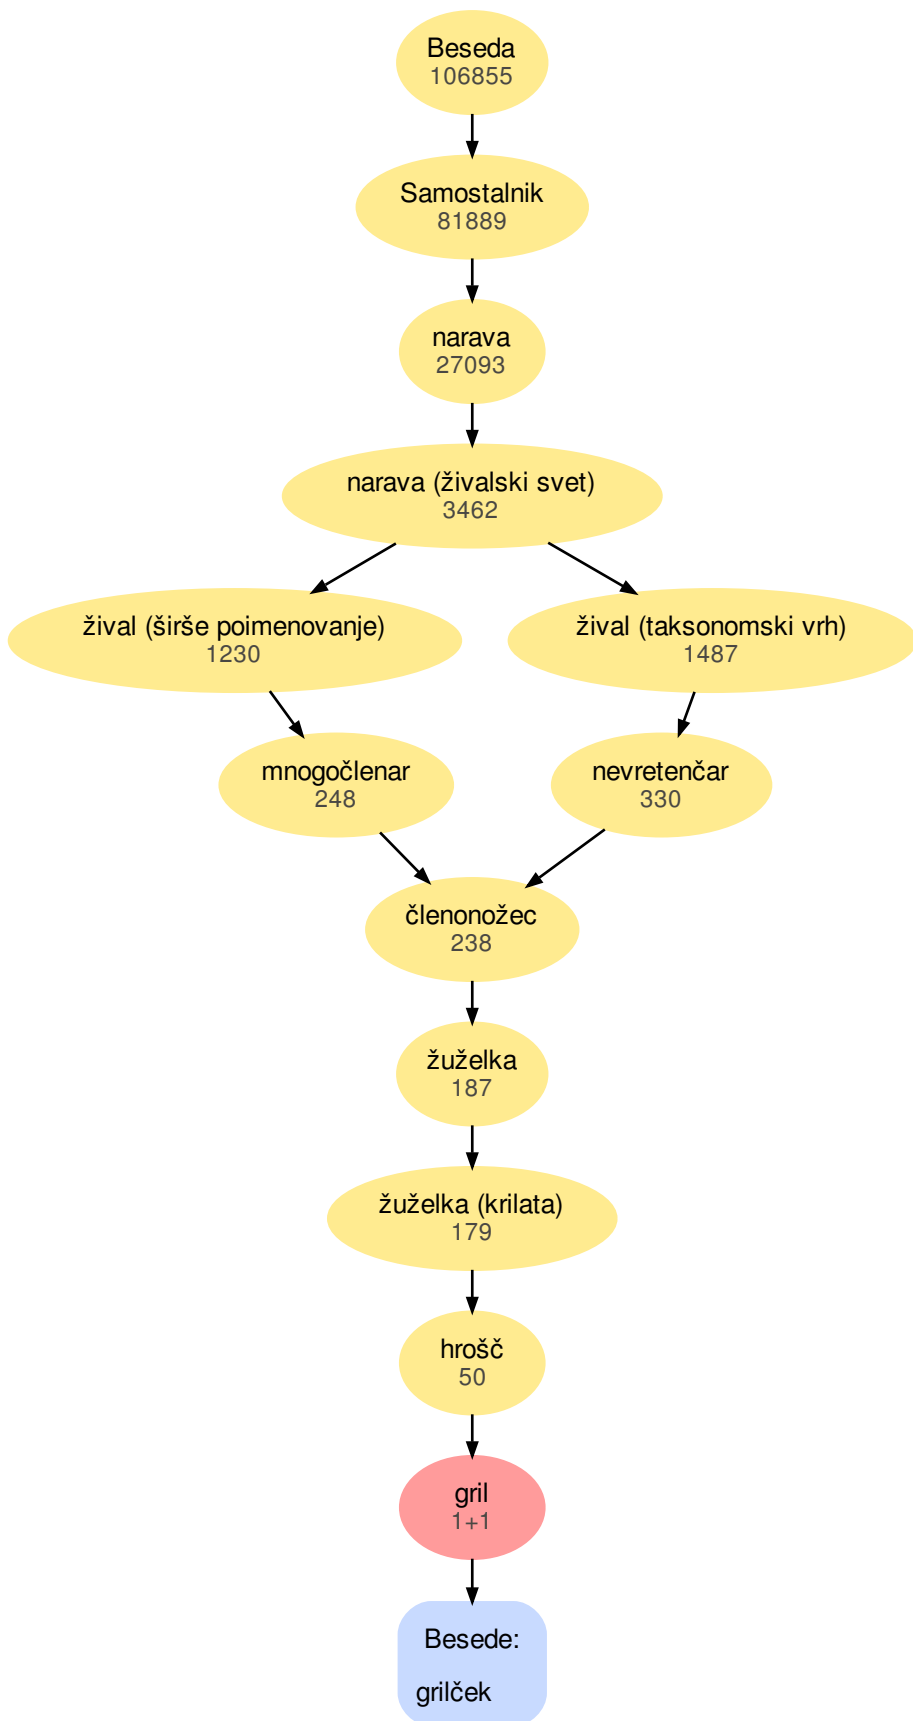 Beseda
106855
Samostalnik
81889
narava
27093
narava (živalski svet)
3462
žival (širše poimenovanje)
1230
žival (taksonomski vrh)
1487
mnogočlenar
248
nevretenčar
330
členonožec
238
žuželka
187
žuželka (krilata)
179
hrošč
50
gril
1+1
Besede:
grilček